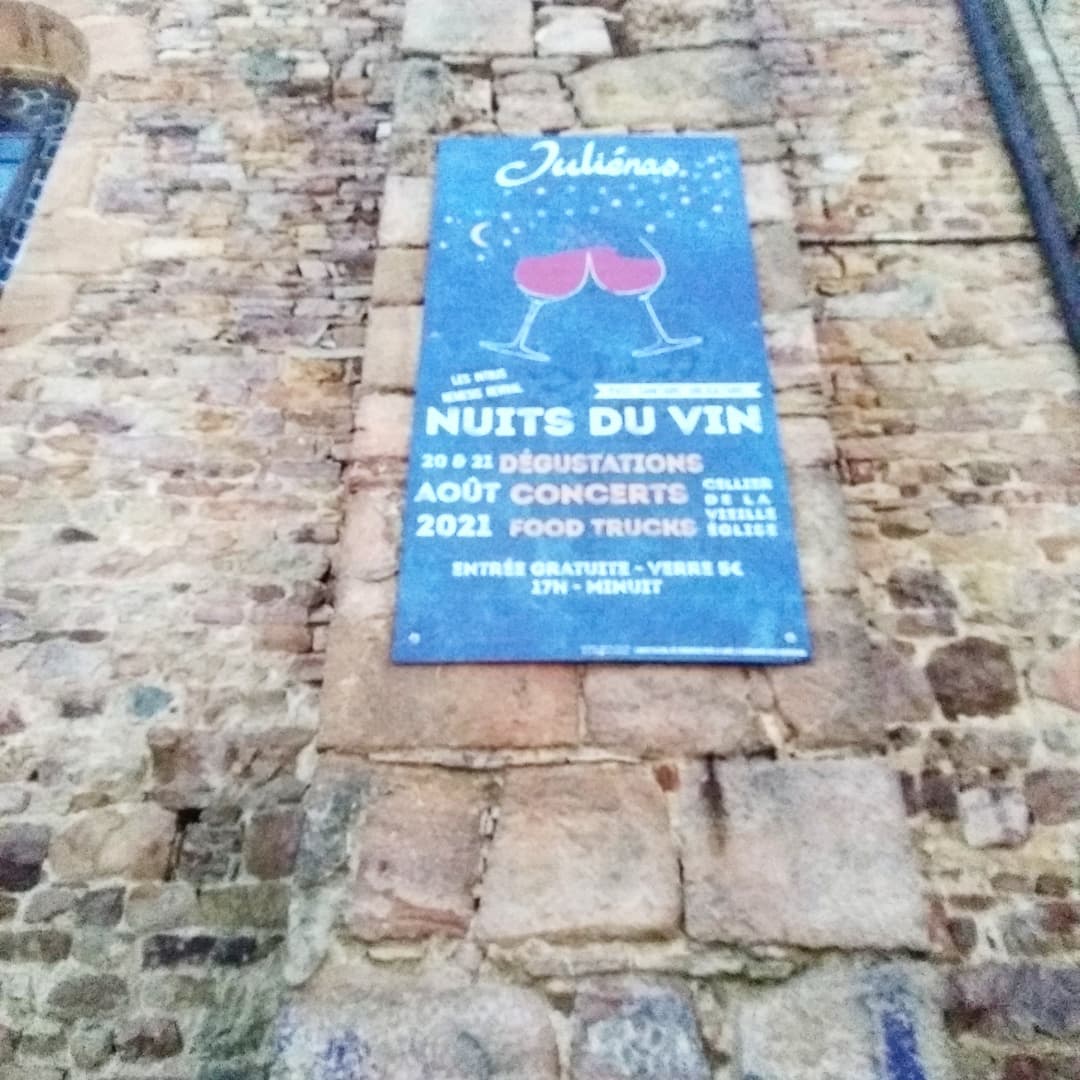 Juliénas
LES
NUITS DU VIN
20 & 21 DÉGUSTATIONS
AOÛT CONCERTS
2021 FOOD TRUCKS
CELLIER
DE LA
VIEILLE
ÉGLISE
ENTRÉE GRATUITE - VERRE 5€
17H - MINUIT